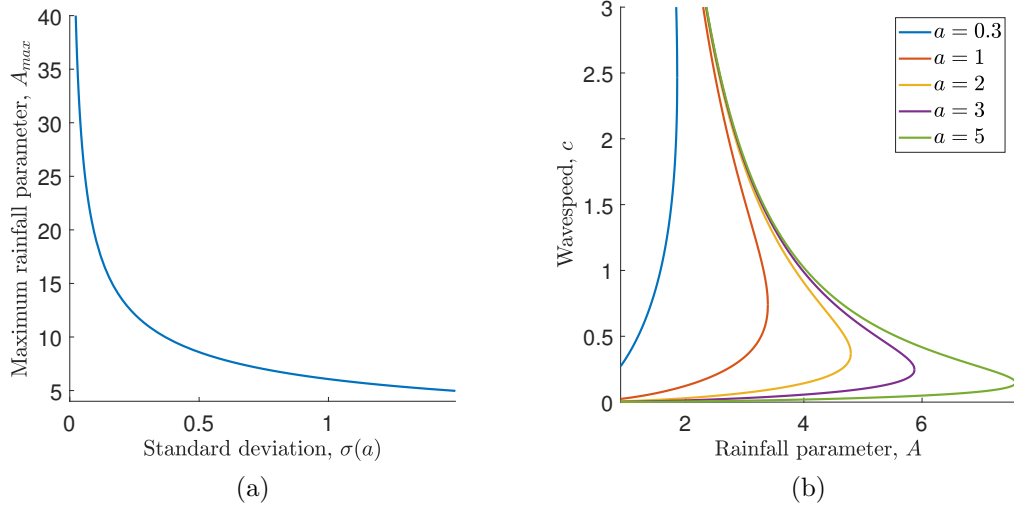 40
35
30
25
20
15
10
5
Maximum rainfall parameter, A_max
0
0.5
1
Standard deviation, σ(a)
(a)
3
2.5
2
1.5
1
0.5
0
Wavespeed, c
a = 0.3
a = 1
a = 2
a = 3
a = 5
2
4
6
Rainfall parameter, A
(b)